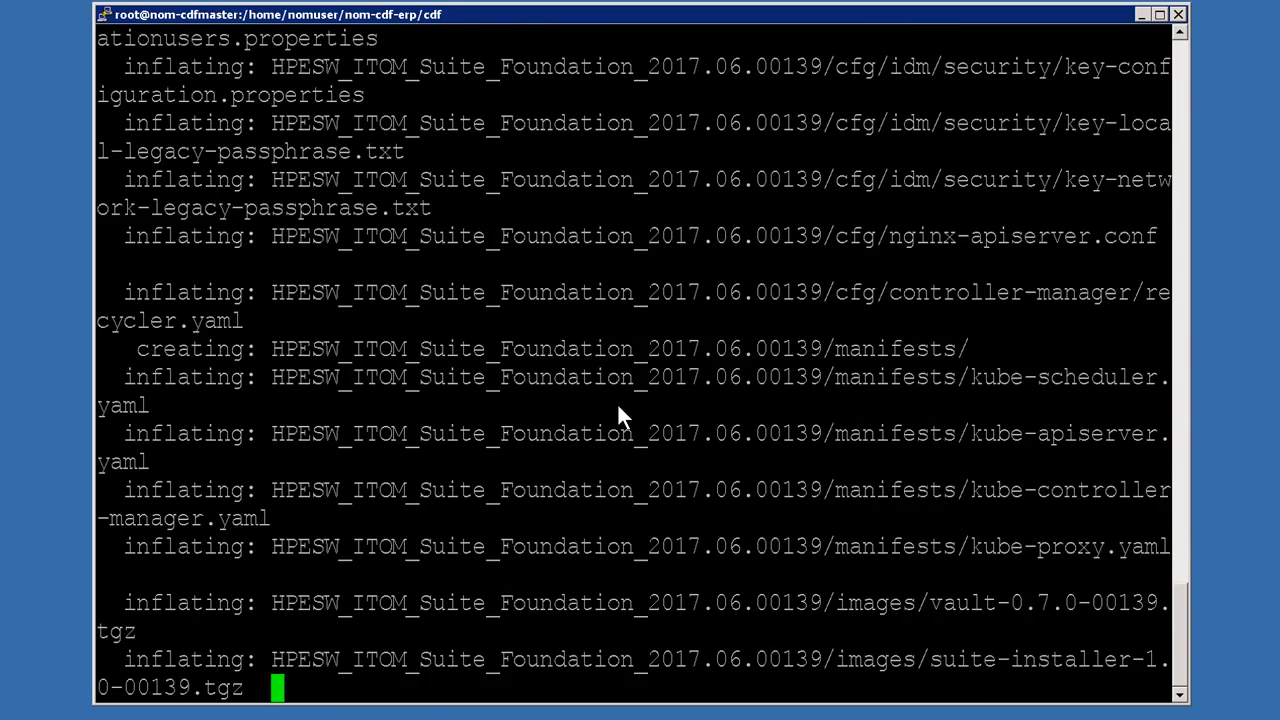 root@nom-cdfmaster:/home/nomuser/nom-cdf-erp/cdf
ationusers.properties
  inflating: HPESW_ITOM_Suite_Foundation_2017.06.00139/cfg/idm/security/key-conf
iguration.properties
  inflating: HPESW_ITOM_Suite_Foundation_2017.06.00139/cfg/idm/security/key-loca
l-legacy-passphrase.txt
  inflating: HPESW_ITOM_Suite_Foundation_2017.06.00139/cfg/idm/security/key-netw
ork-legacy-passphrase.txt
  inflating: HPESW_ITOM_Suite_Foundation_2017.06.00139/cfg/nginx-apiserver.conf
  inflating: HPESW_ITOM_Suite_Foundation_2017.06.00139/cfg/controller-manager/re
cycler.yaml
   creating: HPESW_ITOM_Suite_Foundation_2017.06.00139/manifests/
  inflating: HPESW_ITOM_Suite_Foundation_2017.06.00139/manifests/kube-scheduler.
yaml
  inflating: HPESW_ITOM_Suite_Foundation_2017.06.00139/manifests/kube-apiserver.
yaml
  inflating: HPESW_ITOM_Suite_Foundation_2017.06.00139/manifests/kube-controller
-manager.yaml
  inflating: HPESW_ITOM_Suite_Foundation_2017.06.00139/manifests/kube-proxy.yaml
  inflating: HPESW_ITOM_Suite_Foundation_2017.06.00139/images/vault-0.7.0-00139.
tgz
  inflating: HPESW_ITOM_Suite_Foundation_2017.06.00139/images/suite-installer-1.
0-00139.tgz